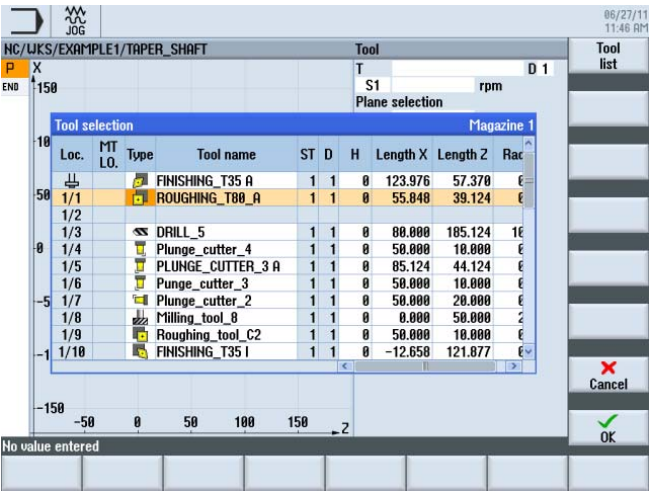 JOG
06/27/11
11:46 AM
NC/WKS/EXAMPLE1/TAPER_SHAFT
Tool
Tool list
P
X
T D 1
END
150
S1 rpm
Plane selection
Tool selection Magazine 1
Loc. MT LO. Type Tool name ST D H Length X Length Z Rad
FINISHING_T35 A 1 1 0 123.976 57.370
1/1 ROUGHING_T80_A 1 1 0 55.848 39.124
1/2
1/3 DRILL_5 1 1 0 80.000 185.124 10
1/4 Plunge_cutter_4 1 1 0 50.000 10.000
1/5 PLUNGE_CUTTER_3 A 1 1 0 85.124 44.124
1/6 Punge_cutter_3 1 1 0 50.000 10.000
1/7 Plunge_cutter_2 1 1 0 50.000 20.000
1/8 Milling_tool_8 1 1 0 0.000 50.000 2
1/9 Roughing_tool_C2 1 1 0 50.000 10.000
1/10 FINISHING_T35 I 1 1 0 -12.658 121.877
10
50
0
-5
-1
-150
-50 0 50 100 150 Z
Cancel
OK
No value entered